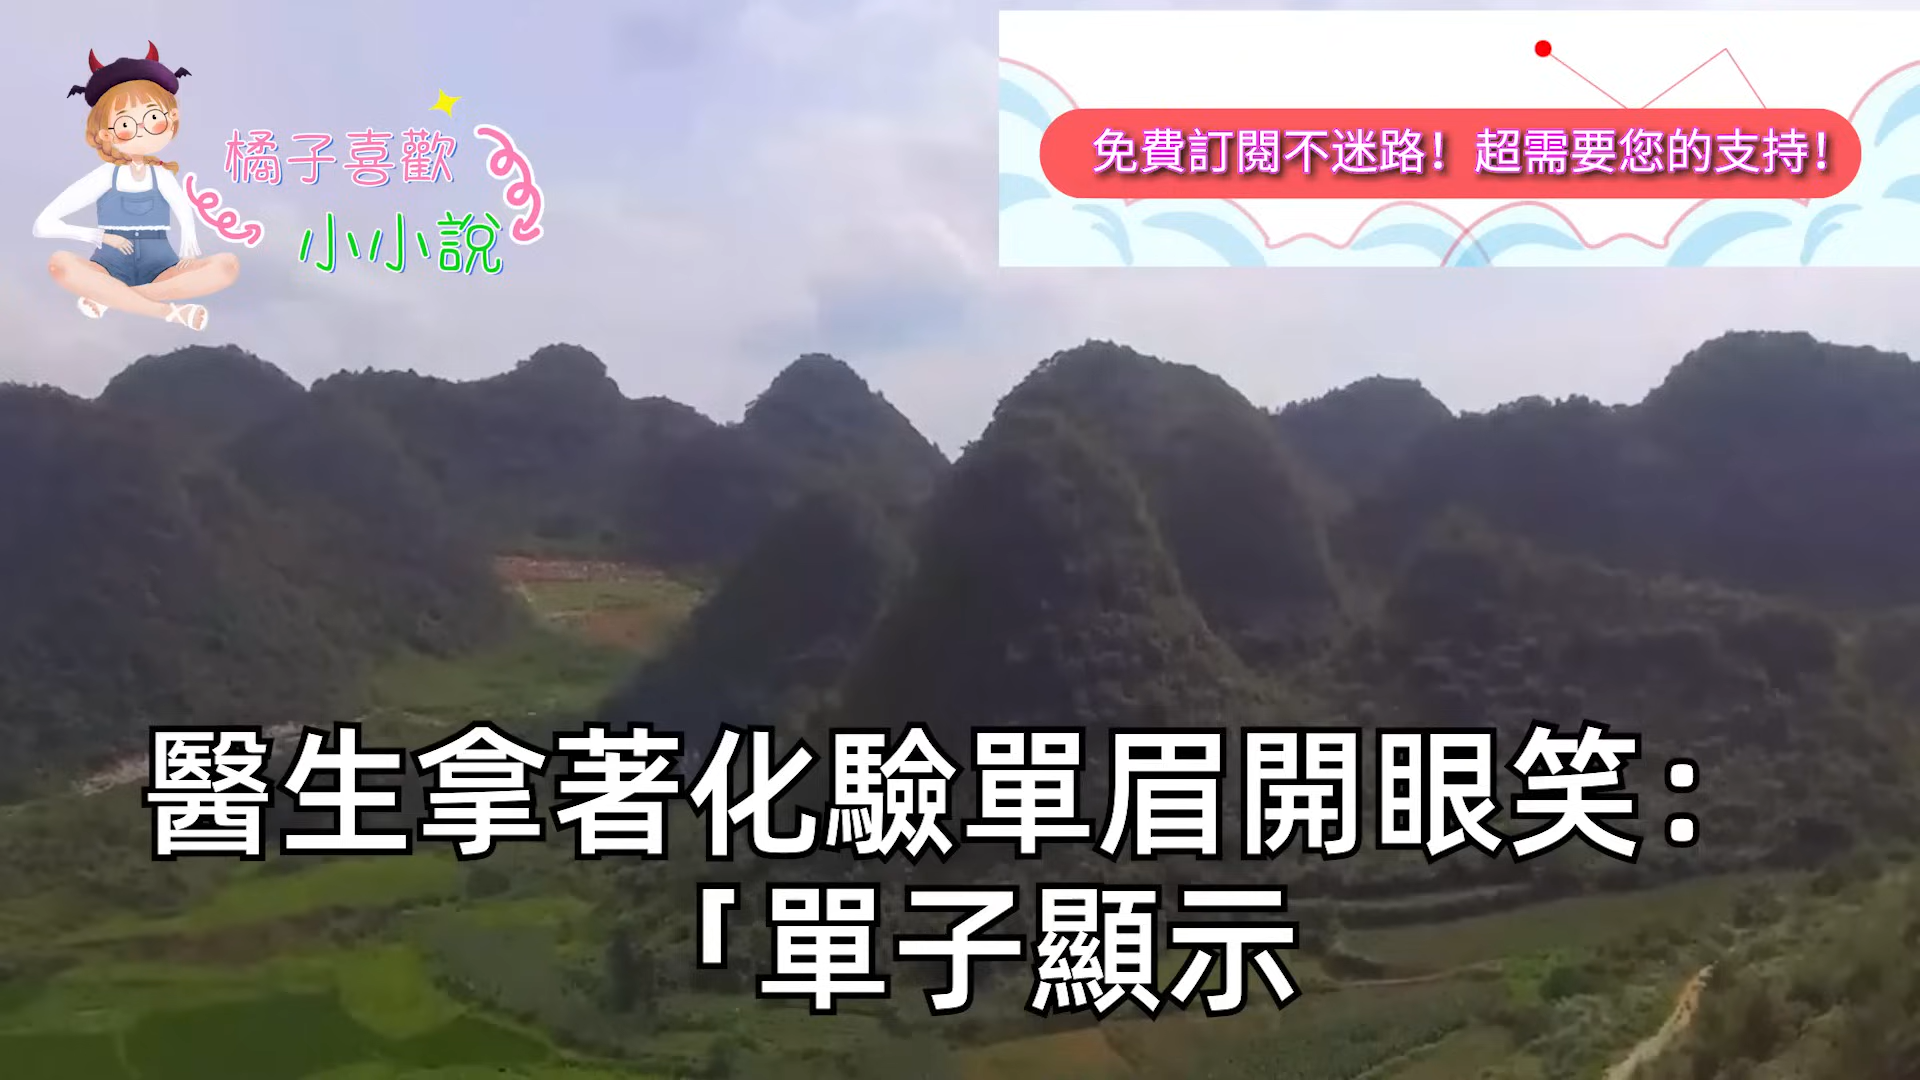 橘子喜歡
小小說
免費訂閱不迷路！超需要您的支持！
醫生拿著化驗單眉開眼笑：
「單子顯示